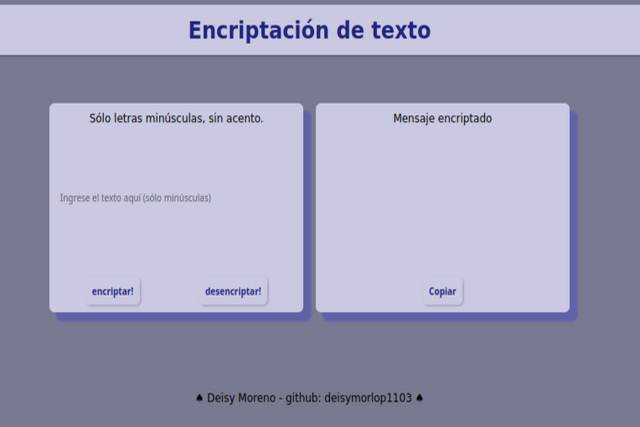 Encriptación de texto
Sólo letras minúsculas, sin acento.
Ingrese el texto aquí (sólo minúsculas)
encriptar!
desencriptar!
Mensaje encriptado
Copiar
♠ Deisy Moreno - github: deisymorlop1103 ♠